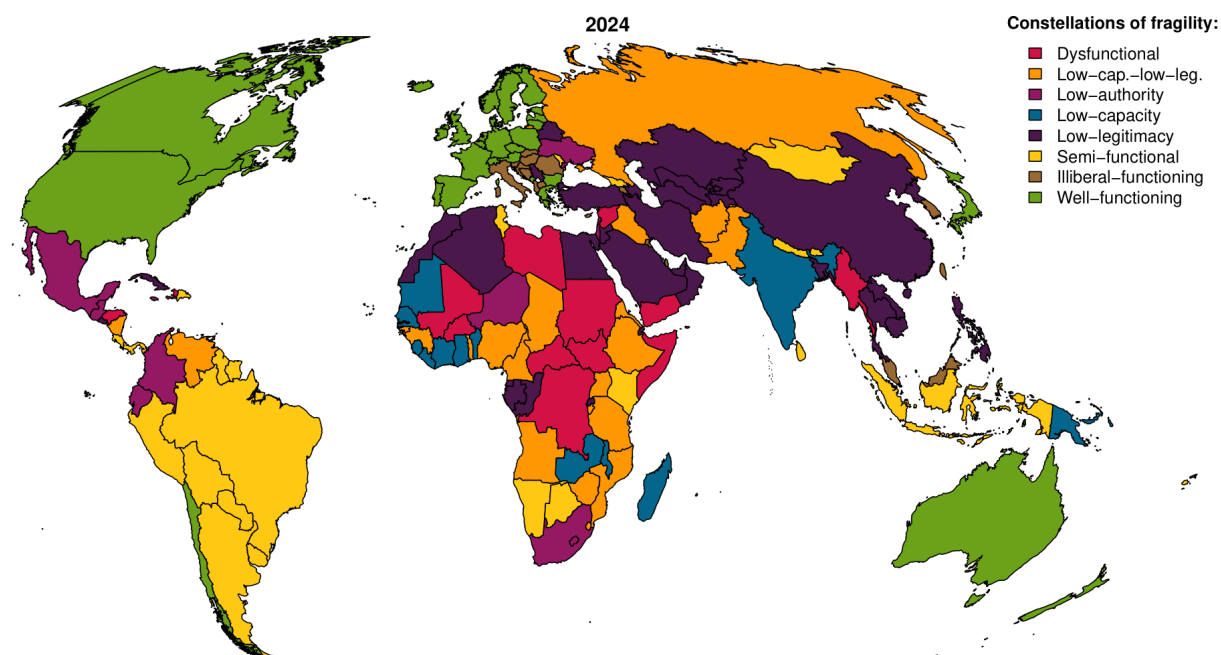 2024
Constellations of fragility:
Dysfunctional
Low−cap.−low−leg.
Low−authority
Low−capacity
Low−legitimacy
Semi−functional
Illiberal−functioning
Well−functioning